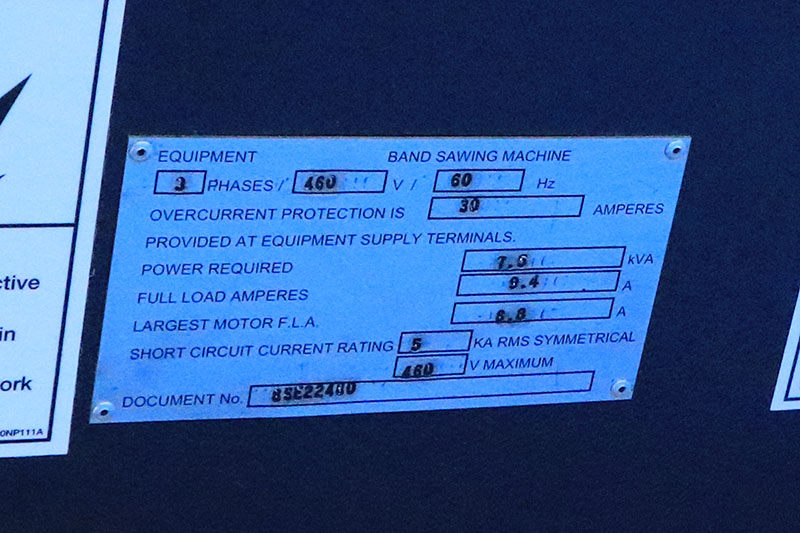 EQUIPMENT BAND SAWING MACHINE
3 PHASES / 460 V / 60 Hz
OVERCURRENT PROTECTION IS 30 AMPERES
PROVIDED AT EQUIPMENT SUPPLY TERMINALS.
POWER REQUIRED kVA
FULL LOAD AMPERES A
LARGEST MOTOR F.L.A. A
SHORT CIRCUIT CURRENT RATING 5 KA RMS SYMMETRICAL
460 V MAXIMUM
DOCUMENT No.
ctive
in
ork
0NP111A